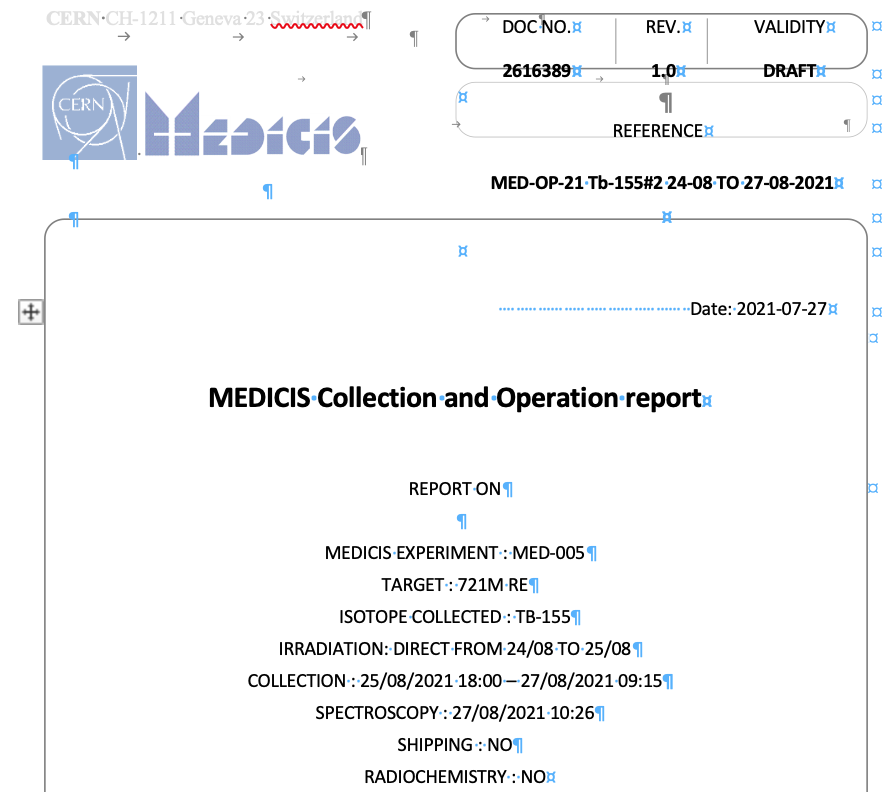 CERN CH-1211 Geneva 23 Switzerland
DOC NO. REV. VALIDITY
2616389 1.0 DRAFT
CERN
MEDICIS
REFERENCE
MED-OP-21 Tb-155#2 24-08 TO 27-08-2021
Date: 2021-07-27
MEDICIS Collection and Operation report
REPORT ON
MEDICIS EXPERIMENT : MED-005
TARGET : 721M RE
ISOTOPE COLLECTED : TB-155
IRRADIATION: DIRECT FROM 24/08 TO 25/08
COLLECTION : 25/08/2021 18:00 – 27/08/2021 09:15
SPECTROSCOPY : 27/08/2021 10:26
SHIPPING : NO
RADIOCHEMISTRY : NO